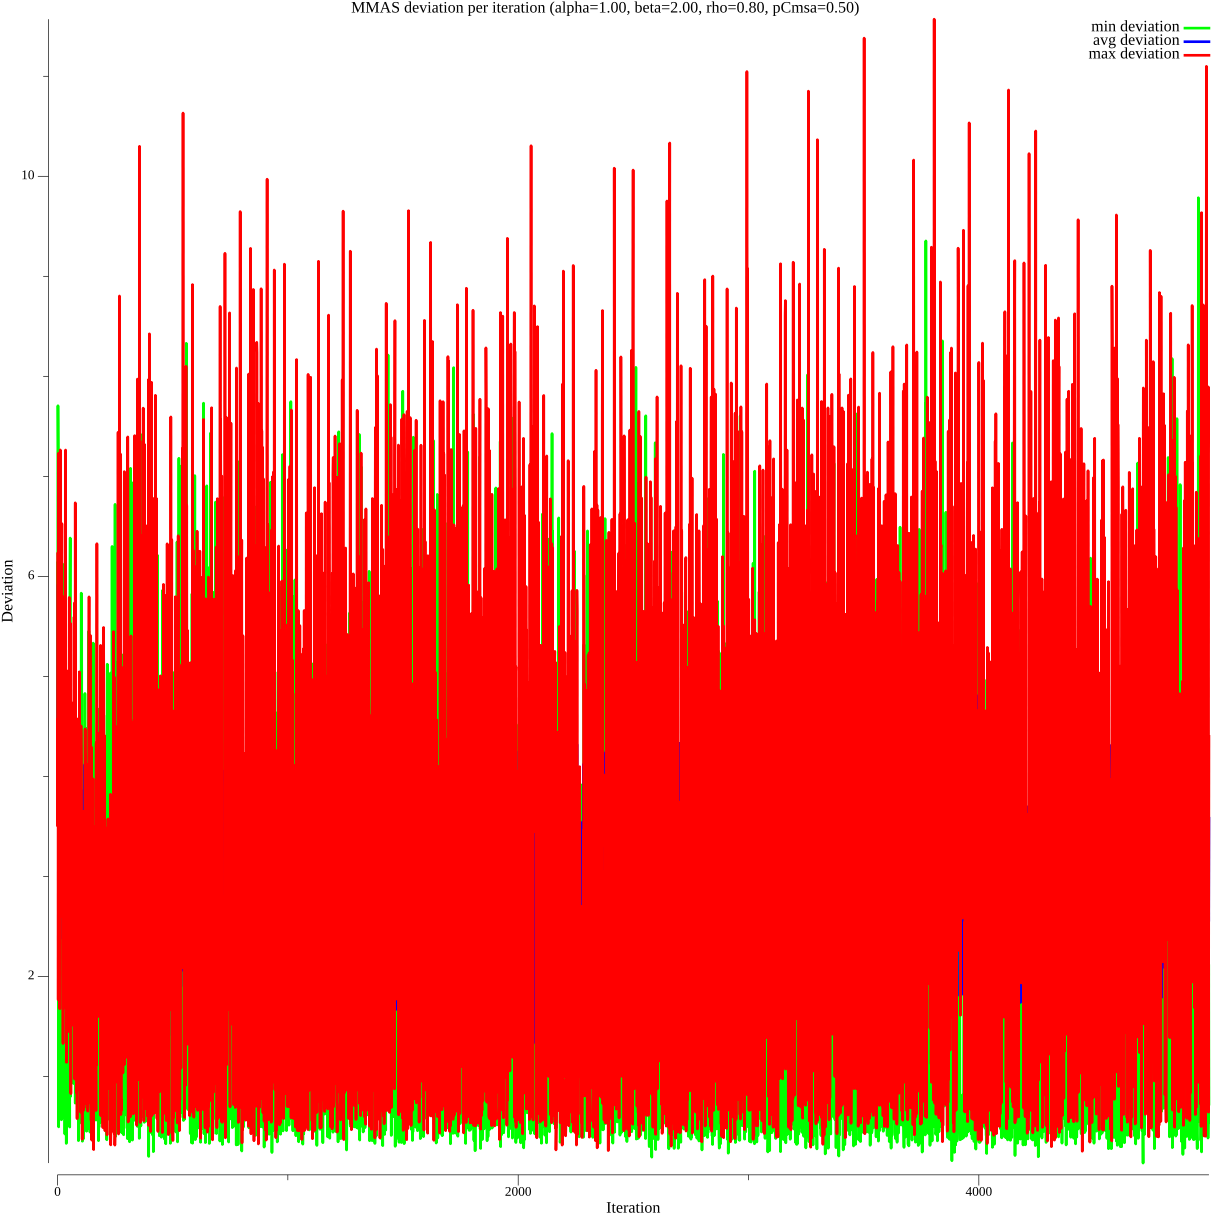 MMAS deviation per iteration (alpha=1.00, beta=2.00, rho=0.80, pCmsa=0.50)
min deviation
avg deviation
max deviation
10
6
2
Deviation
0
2000
4000
Iteration